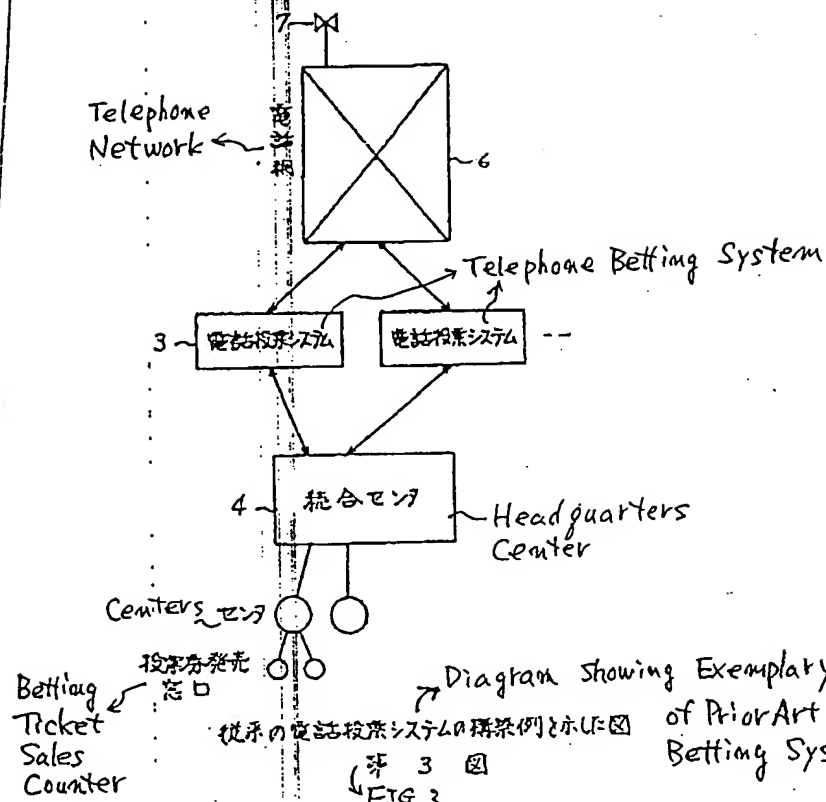 7
Telephone
Network
電話網
6
Telephone Betting System
3
電話投票システム
電話投票システム
--
4
統合センタ
Headquarters
Center
Centers
センタ
投票券発売
窓口
Betting
Ticket
Sales
Counter
Diagram Showing Exemplary
of Prior Art
Betting Sys
従来の電話投票システムの構築例を示した図
第 3 図
FIG 3